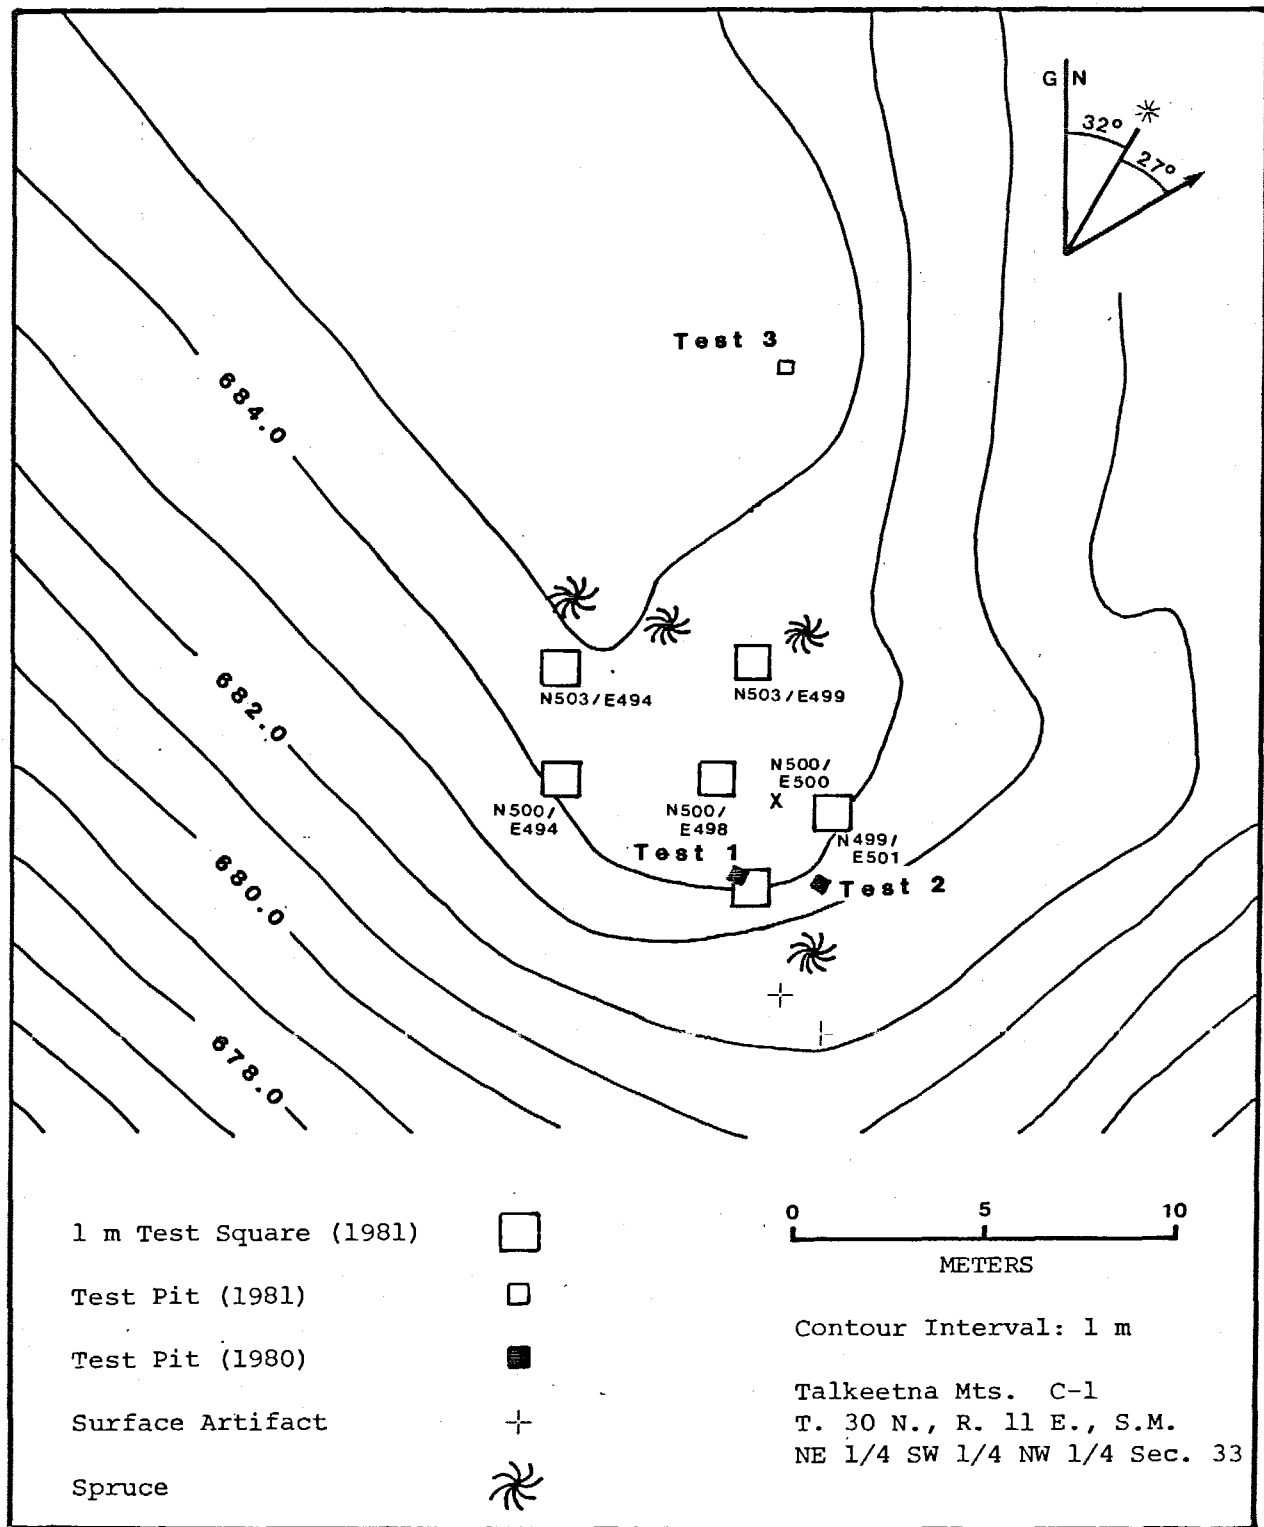 G N
32°
27°
Test 3
684.0
682.0
N503/E494
N503/E499
N500/
E500
X
N500/
E494
N500/
E498
N499/
E501
Test 1
Test 2
680.0
678.0
1 m Test Square (1981)
Test Pit (1981)
Test Pit (1980)
Surface Artifact
Spruce
0 5 10
METERS
Contour Interval: 1 m
Talkeetna Mts. C-1
T. 30 N., R. 11 E., S.M.
NE 1/4 SW 1/4 NW 1/4 Sec. 33